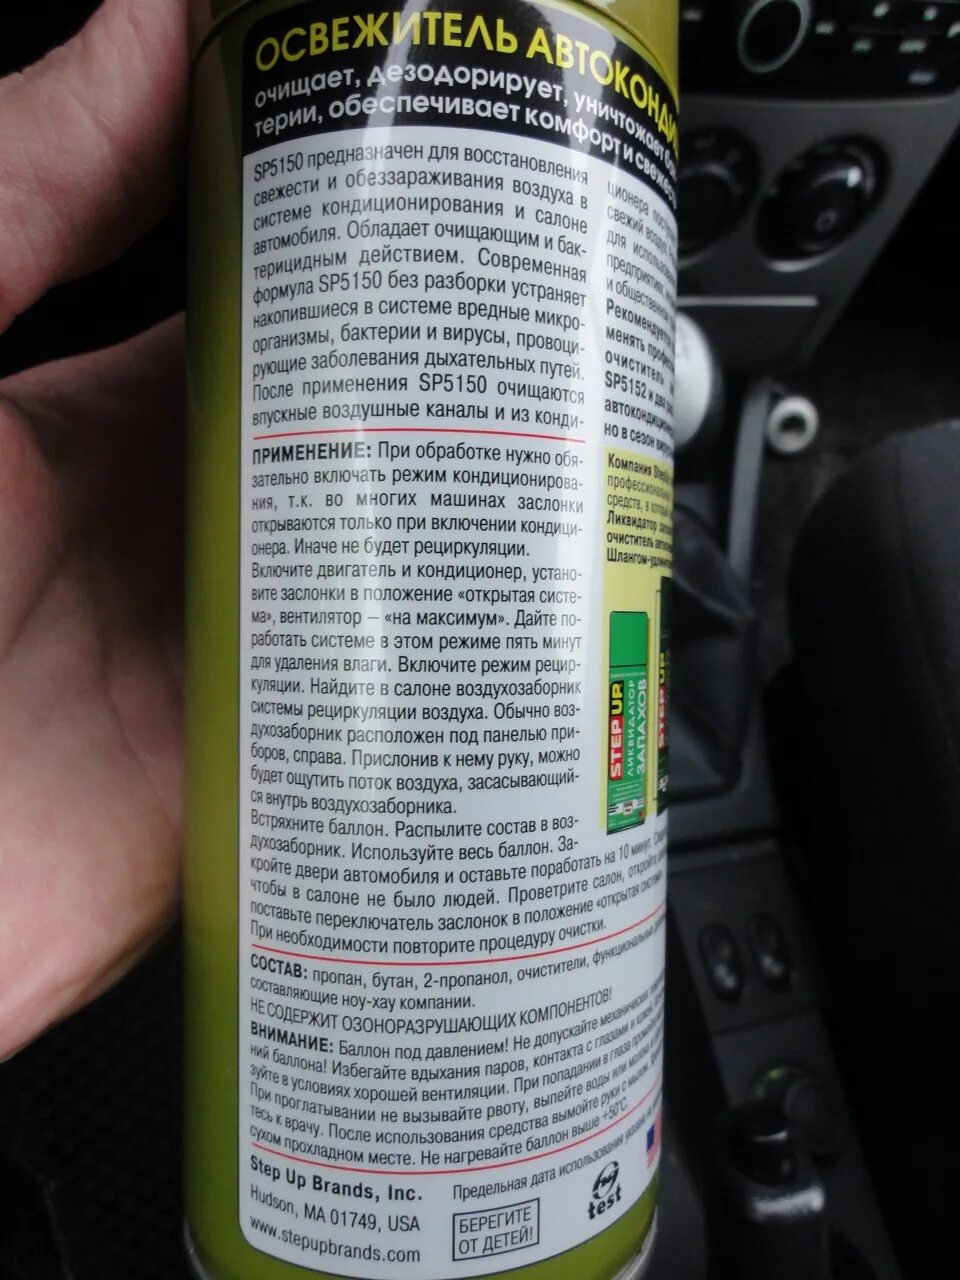 ОСВЕЖИТЕЛЬ
очищает, дезодорирует, уничтожает
терии, обеспечивает комфорт и
SP5150 предназначен для восстановления
свежести и обеззараживания воздуха в
системе кондиционирования и салоне
автомобиля. Обладает очищающим и бак-
терицидным действием. Современная
формула SP5150 без разборки устраняет
накопившиеся в системе вредные микро-
организмы, бактерии и вирусы, провоци-
рующие заболевания дыхательных путей.
После применения SP5150 очищаются
впускные воздушные каналы и из конди-
ционера
свежий
для
предприятиях,
и общественном
Рекомендуется
менять
очиститель
SP5152 и два
но в сезон
Компания
средств, в
Ликвидатор
очиститель
STEP UP
ЛИКВИДАТОР
ЗАПАХОВ
STEP UP
ПРИМЕНЕНИЕ: При обработке нужно обя-
зательно включать режим кондиционирова-
ния, т.к. во многих машинах заслонки
открываются только при включении кондици-
онера. Иначе не будет рециркуляции.
Включите двигатель и кондиционер, устано-
вите заслонки в положение «открытая систе-
ма», вентилятор – «на максимум». Дайте по-
работать системе в этом режиме пять минут
для удаления влаги. Включите режим рецир-
куляции. Найдите в салоне воздухозаборник
системы рециркуляции воздуха. Обычно воз-
духозаборник расположен под панелью при-
боров, справа. Прислонив к нему руку, можно
будет ощутить поток воздуха, засасывающий-
ся внутрь воздухозаборника.
Встряхните баллон. Распылите состав в воз-
духозаборник. Используйте весь баллон. За-
кройте двери автомобиля и оставьте поработать на 10 минут.
чтобы в салоне не было людей. Проветрите салон, откройте
поставьте переключатель заслонок в положение «открытая система»
При необходимости повторите процедуру очистки.
СОСТАВ: пропан, бутан, 2-пропанол, очистители, функциональные
составляющие ноу-хау компании.
НЕ СОДЕРЖИТ ОЗОНОРАЗРУШАЮЩИХ КОМПОНЕНТОВ!
ВНИМАНИЕ: Баллон под давлением! Не допускайте механических
ний баллона! Избегайте вдыхания паров, контакта с глазами и кожей.
зуйте в условиях хорошей вентиляции. При попадании в глаза
При проглатывании не вызывайте рвоту, выпейте воды или молока и
тесь к врачу. После использования средства вымойте руки с мылом.
сухом прохладном месте. Не нагревайте баллон выше +50°C.
Step Up Brands, Inc.
Hudson, MA 01749, USA
www.stepupbrands.com
Предельная дата использования указана на
БЕРЕГИТЕ
ОТ ДЕТЕЙ!
test